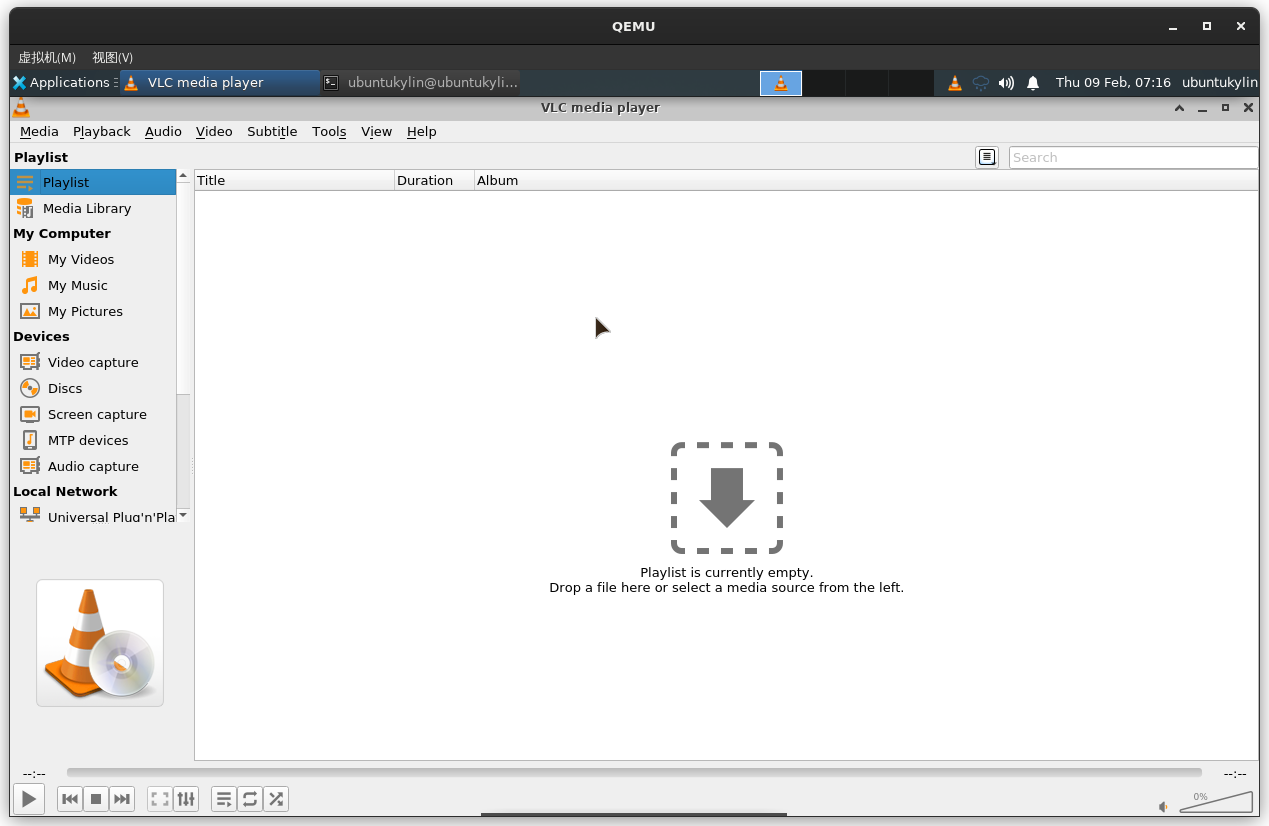 QEMU
虚拟机(M) 视图(V)
Applications VLC media player ubuntukylin@ubuntukyli... Thu 09 Feb, 07:16 ubuntukylin
VLC media player
Media Playback Audio Video Subtitle Tools View Help
Playlist Search
Playlist
Media Library
My Computer
My Videos
My Music
My Pictures
Devices
Video capture
Discs
Screen capture
MTP devices
Audio capture
Local Network
Universal Plug'n'Pla
Title Duration Album
Playlist is currently empty.
Drop a file here or select a media source from the left.
--:-- --:--
0%